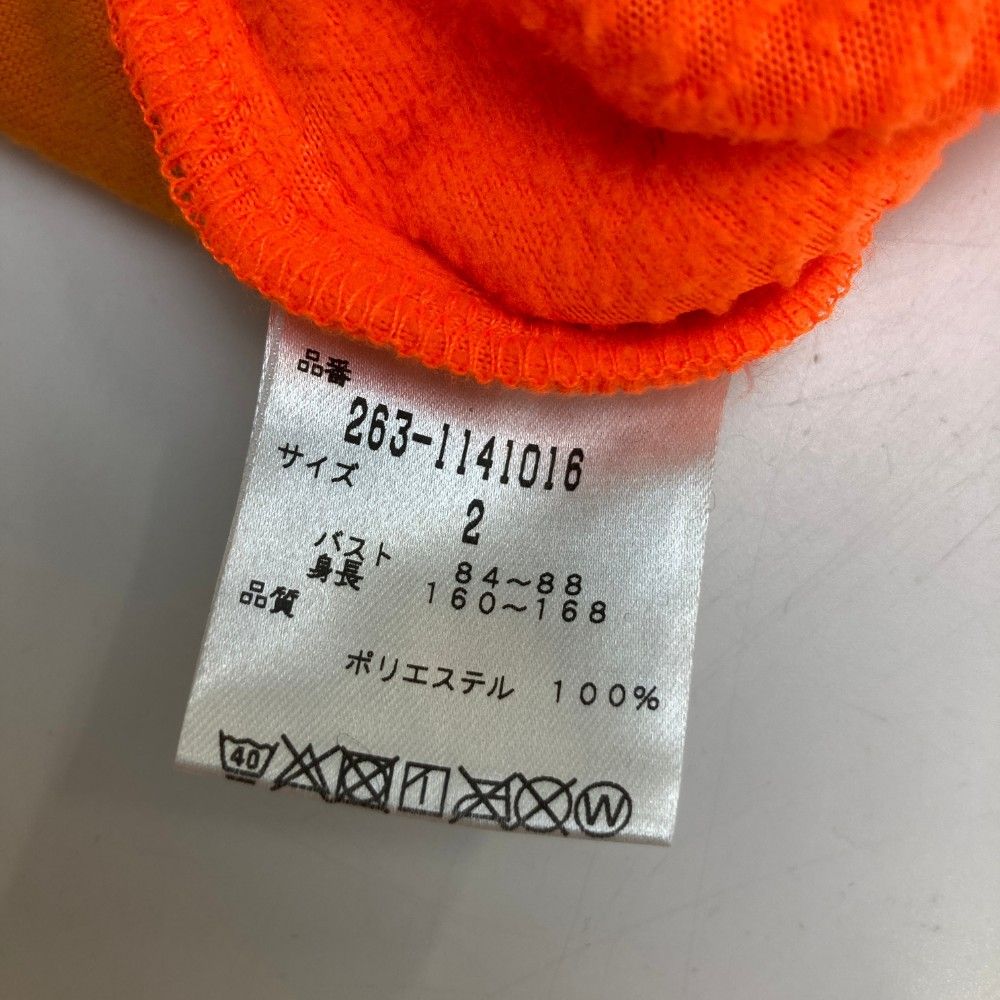 品番
263-1141016
サイズ
2
バスト 84~88
身長 160~168
品質
ポリエステル 100%
40 W